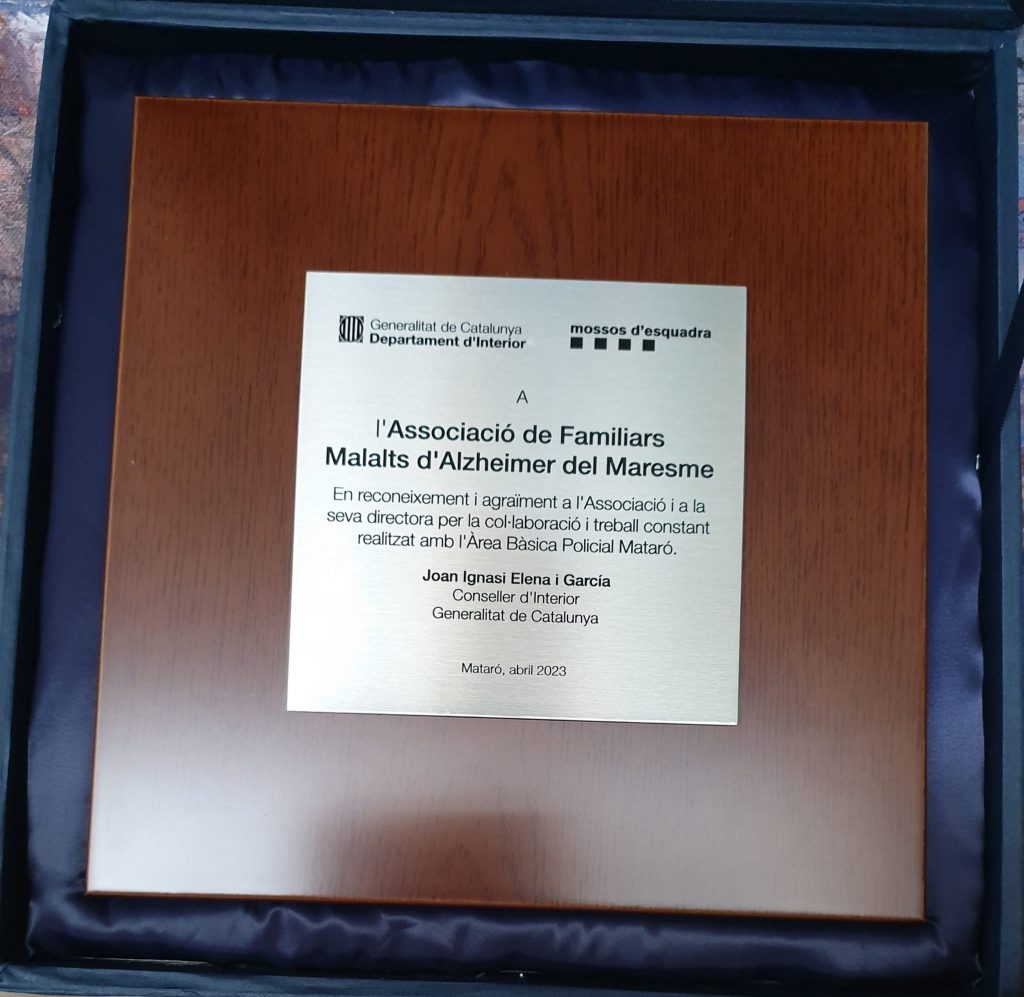 Generalitat de Catalunya
Departament d'Interior
mossos d'esquadra
A
l'Associació de Familiars
Malalts d'Alzheimer del Maresme
En reconeixement i agraïment a l'Associació i a la
seva directora per la col·laboració i treball constant
realitzat amb l'Àrea Bàsica Policial Mataró.
Joan Ignasi Elena i García
Conseller d'Interior
Generalitat de Catalunya
Mataró, abril 2023